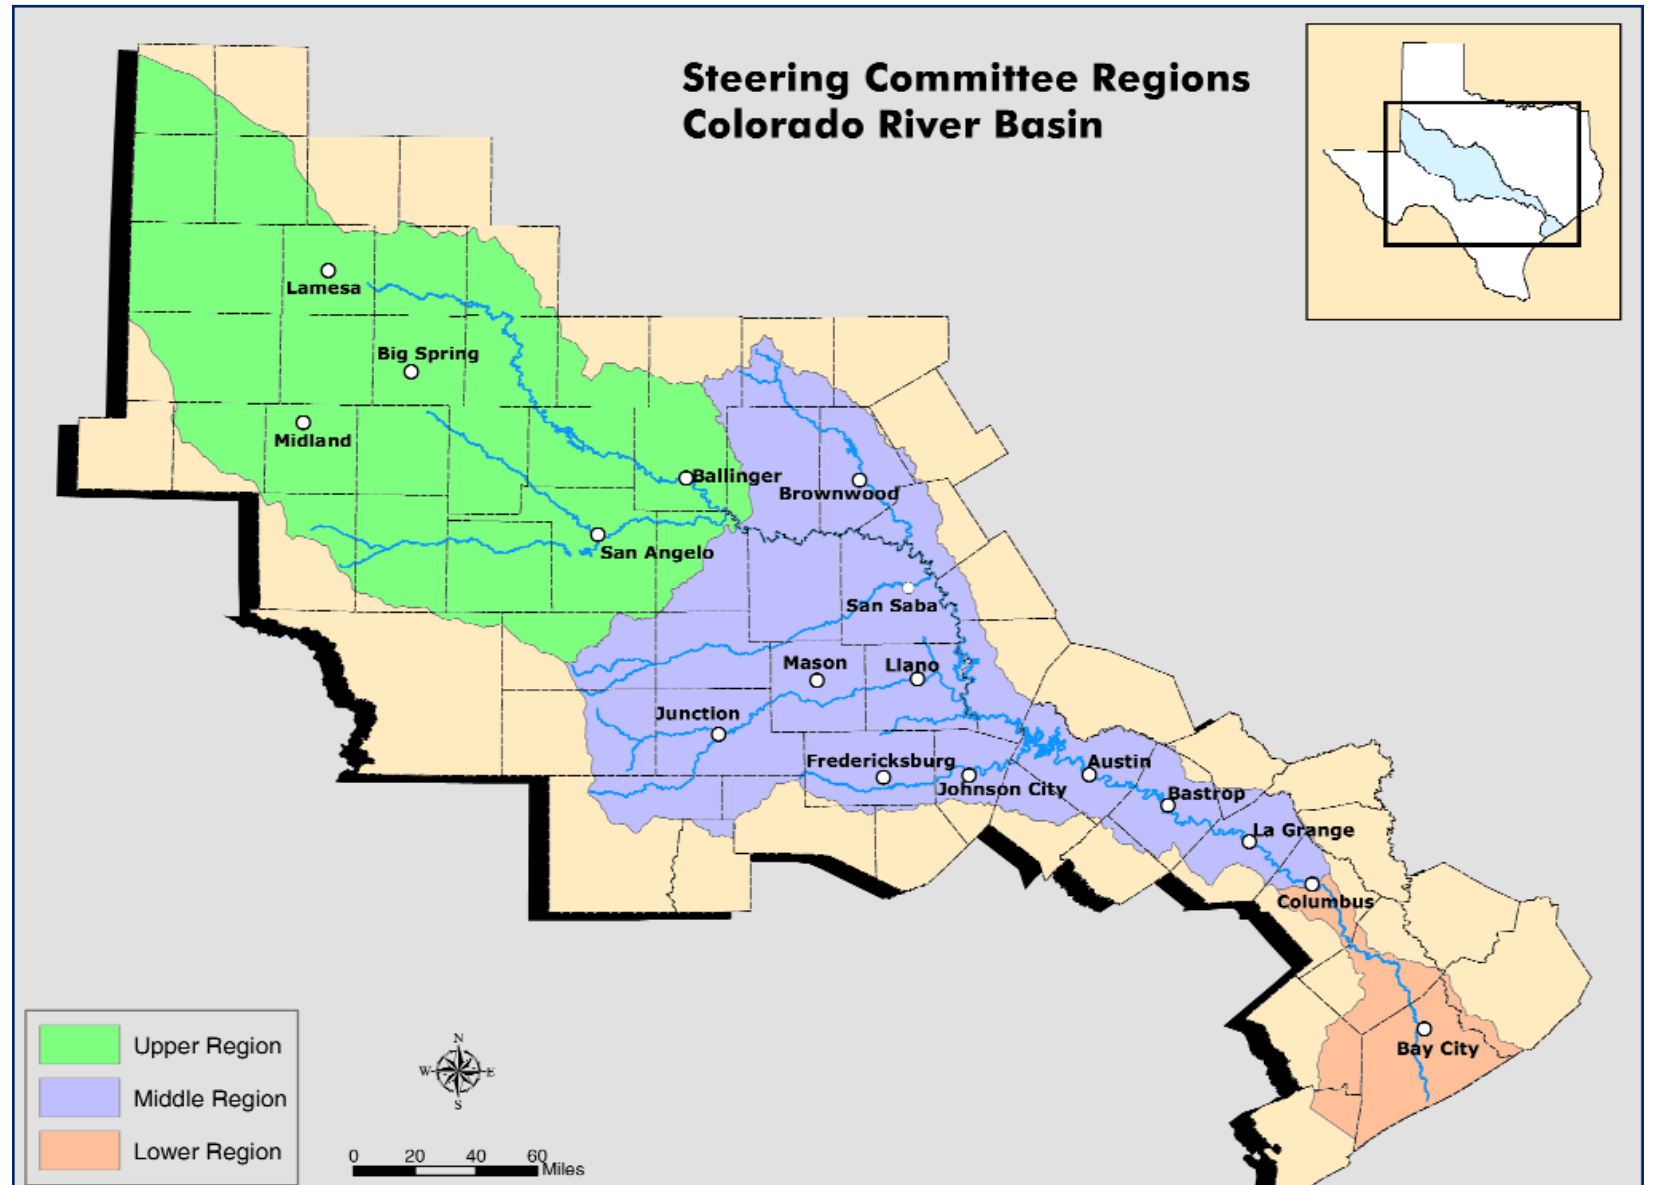 Steering Committee Regions
Colorado River Basin
Lamesa
Big Spring
Midland
Ballinger
Brownwood
San Angelo
San Saba
Mason
Llano
Junction
Fredericksburg
Johnson City
Austin
Bastrop
La Grange
Columbus
Bay City
Upper Region
Middle Region
Lower Region
N
W
E
S
0 20 40 60
Miles